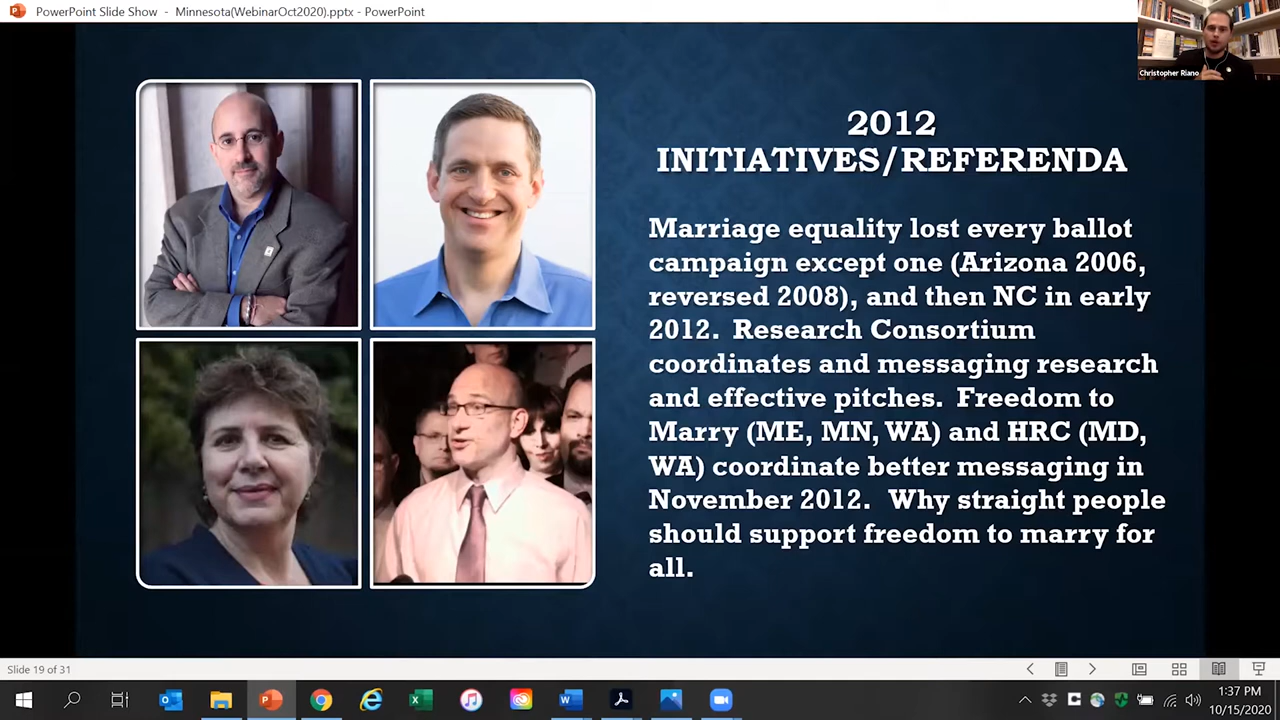 PowerPoint Slide Show - Minnesota(WebinarOct2020).pptx - PowerPoint
Christopher Riano
2012
INITIATIVES/REFERENDA
Marriage equality lost every ballot
campaign except one (Arizona 2006,
reversed 2008), and then NC in early
2012. Research Consortium
coordinates and messaging research
and effective pitches. Freedom to
Marry (ME, MN, WA) and HRC (MD,
WA) coordinate better messaging in
November 2012. Why straight people
should support freedom to marry for
all.
Slide 19 of 31
1:37 PM
10/15/2020